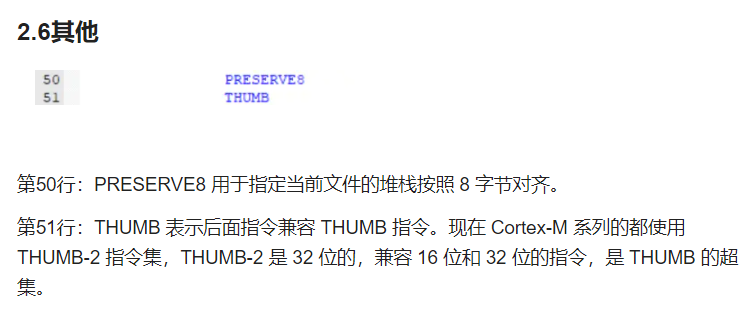 2.6其他
50 PRESERVE8
51 THUMB
第50行：PRESERVE8 用于指定当前文件的堆栈按照 8 字节对齐。
第51行：THUMB 表示后面指令兼容 THUMB 指令。现在 Cortex-M 系列的都使用
THUMB-2 指令集，THUMB-2 是 32 位的，兼容 16 位和 32 位的指令，是 THUMB 的超
集。